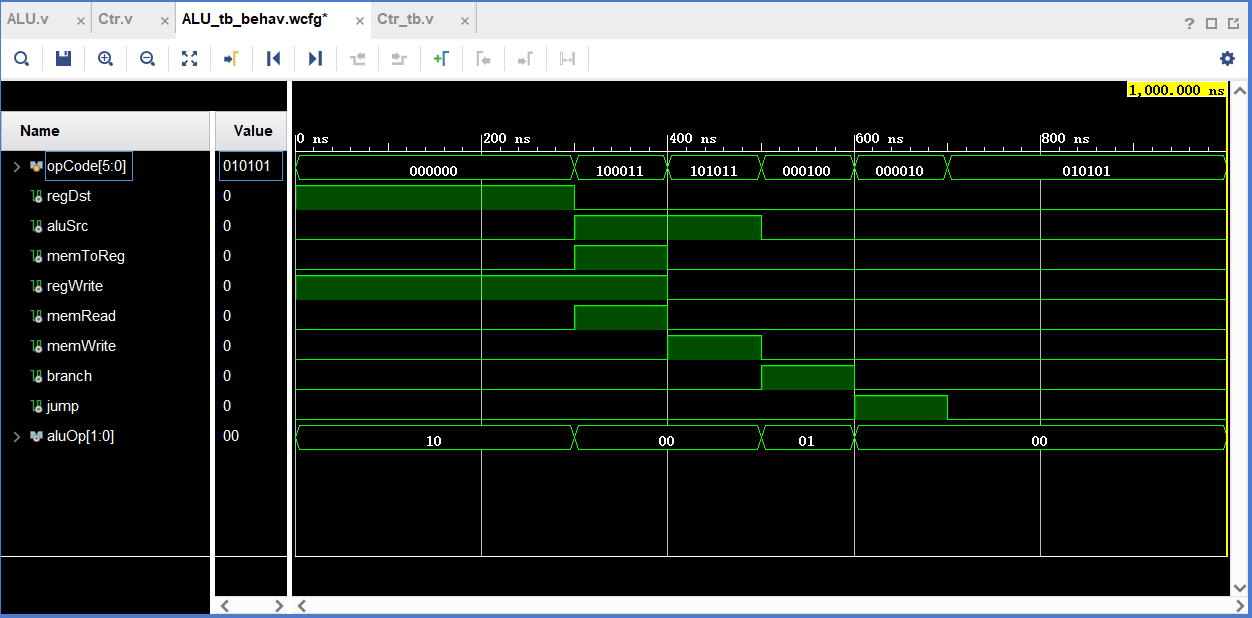 ALU.v × Ctr.v × ALU_tb_behav.wcfg* × Ctr_tb.v ×
?
1,000.000 ns
Name Value
0 ns 200 ns 400 ns 600 ns 800 ns
opCode[5:0] 010101 000000 100011 101011 000100 000010 010101
regDst 0
aluSrc 0
memToReg 0
regWrite 0
memRead 0
memWrite 0
branch 0
jump 0
aluOp[1:0] 00 10 00 01 00